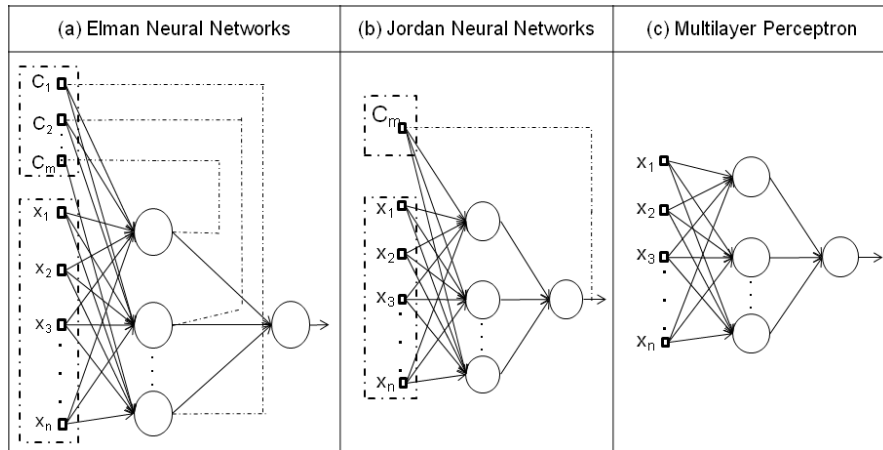 (a) Elman Neural Networks
(b) Jordan Neural Networks
(c) Multilayer Perceptron
C₁
C₂
Cₘ
x₁
x₂
x₃
xₙ
Cₘ
x₁
x₂
x₃
xₙ
x₁
x₂
x₃
xₙ